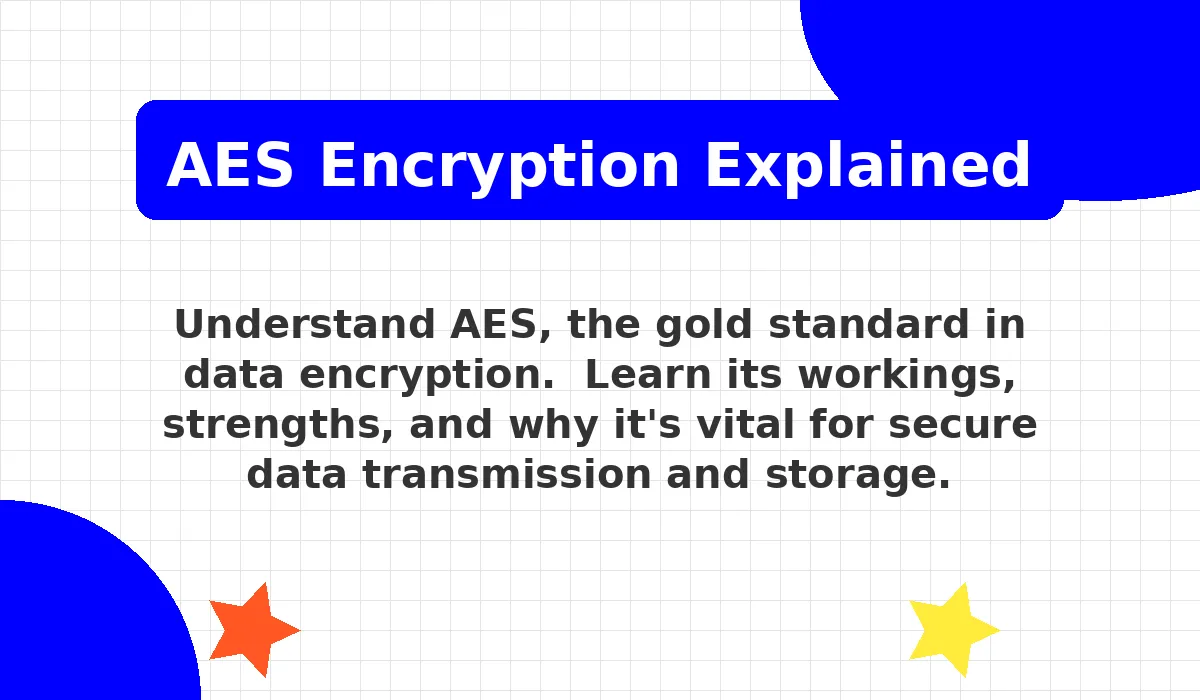 AES Encryption Explained
Understand AES, the gold standard in
data encryption.  Learn its workings,
strengths, and why it's vital for secure
data transmission and storage.